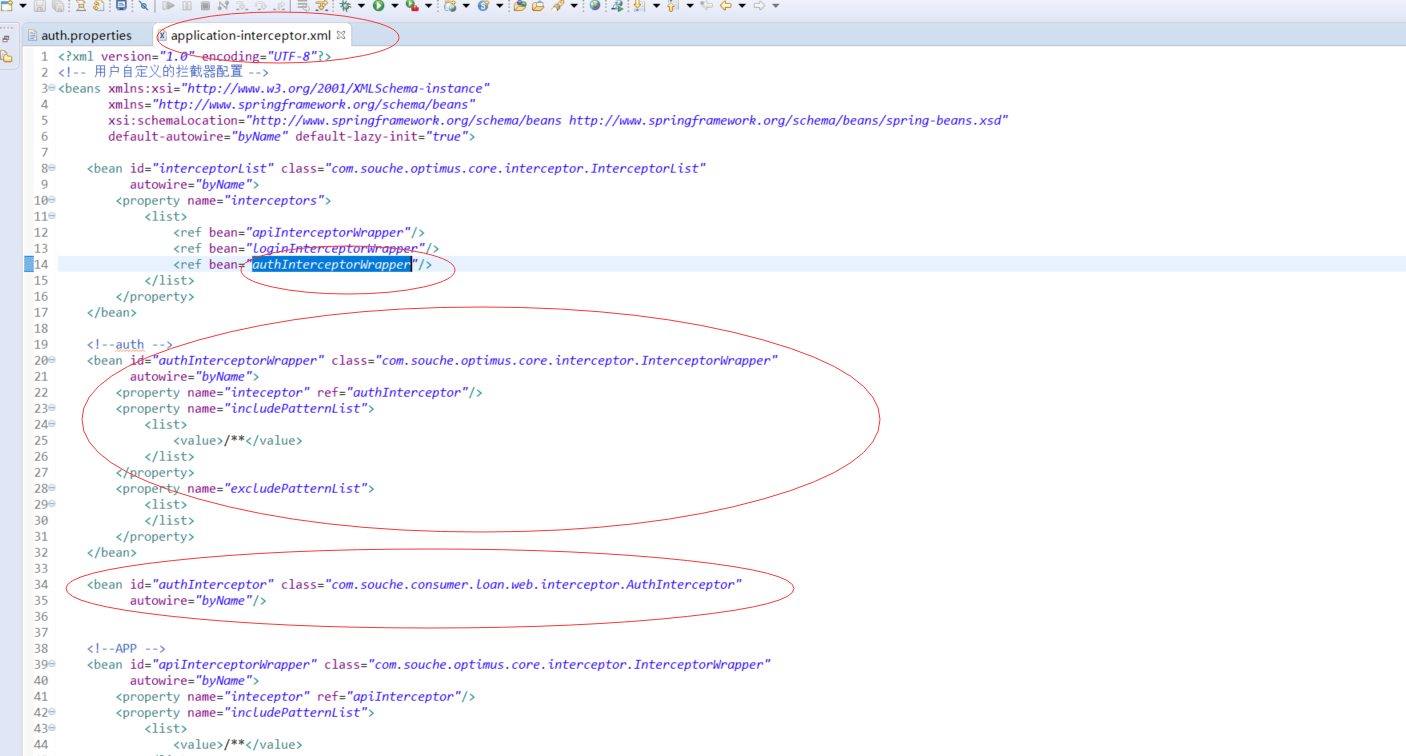 auth.properties
application-interceptor.xml
1 <?xml version="1.0" encoding="UTF-8"?>
2 <!-- 用户自定义的拦截器配置 -->
3 <beans xmlns:xsi="http://www.w3.org/2001/XMLSchema-instance"
4 xmlns="http://www.springframework.org/schema/beans"
5 xsi:schemaLocation="http://www.springframework.org/schema/beans http://www.springframework.org/schema/beans/spring-beans.xsd"
6 default-autowire="byName" default-lazy-init="true">
7
8 <bean id="interceptorList" class="com.souche.optimus.core.interceptor.InterceptorList"
9 autowire="byName">
10 <property name="interceptors">
11 <list>
12 <ref bean="apiInterceptorWrapper"/>
13 <ref bean="loginInterceptorWrapper"/>
14 <ref bean="authInterceptorWrapper"/>
15 </list>
16 </property>
17 </bean>
18
19 <!--auth -->
20 <bean id="authInterceptorWrapper" class="com.souche.optimus.core.interceptor.InterceptorWrapper"
21 autowire="byName">
22 <property name="inteceptor" ref="authInterceptor"/>
23 <property name="includePatternList">
24 <list>
25 <value>/**</value>
26 </list>
27 </property>
28 <property name="excludePatternList">
29 <list>
30 </list>
31 </property>
32 </bean>
33
34 <bean id="authInterceptor" class="com.souche.consumer.loan.web.interceptor.AuthInterceptor"
35 autowire="byName"/>
36
37
38 <!--APP -->
39 <bean id="apiInterceptorWrapper" class="com.souche.optimus.core.interceptor.InterceptorWrapper"
40 autowire="byName">
41 <property name="inteceptor" ref="apiInterceptor"/>
42 <property name="includePatternList">
43 <list>
44 <value>/**</value>